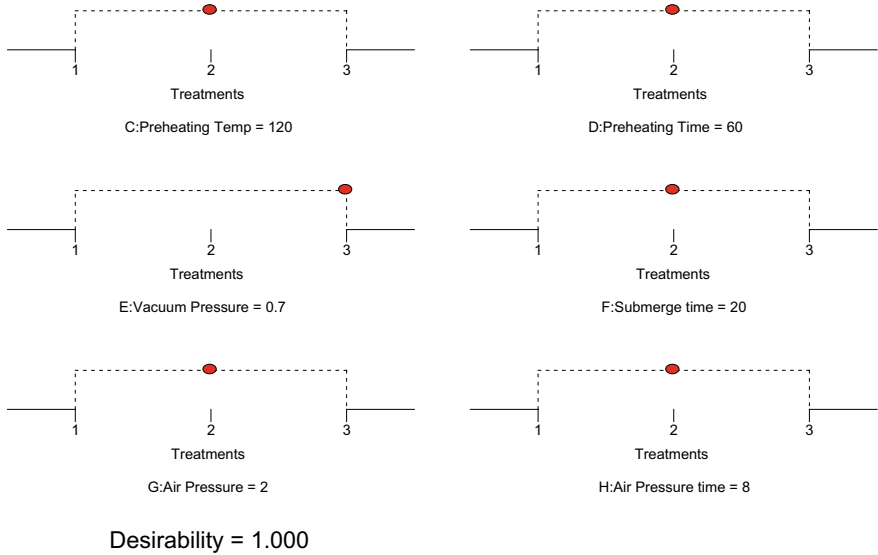 1 2 3
Treatments
C:Preheating Temp = 120
1 2 3
Treatments
D:Preheating Time = 60
1 2 3
Treatments
E:Vacuum Pressure = 0.7
1 2 3
Treatments
F:Submerge time = 20
1 2 3
Treatments
G:Air Pressure = 2
1 2 3
Treatments
H:Air Pressure time = 8
Desirability = 1.000